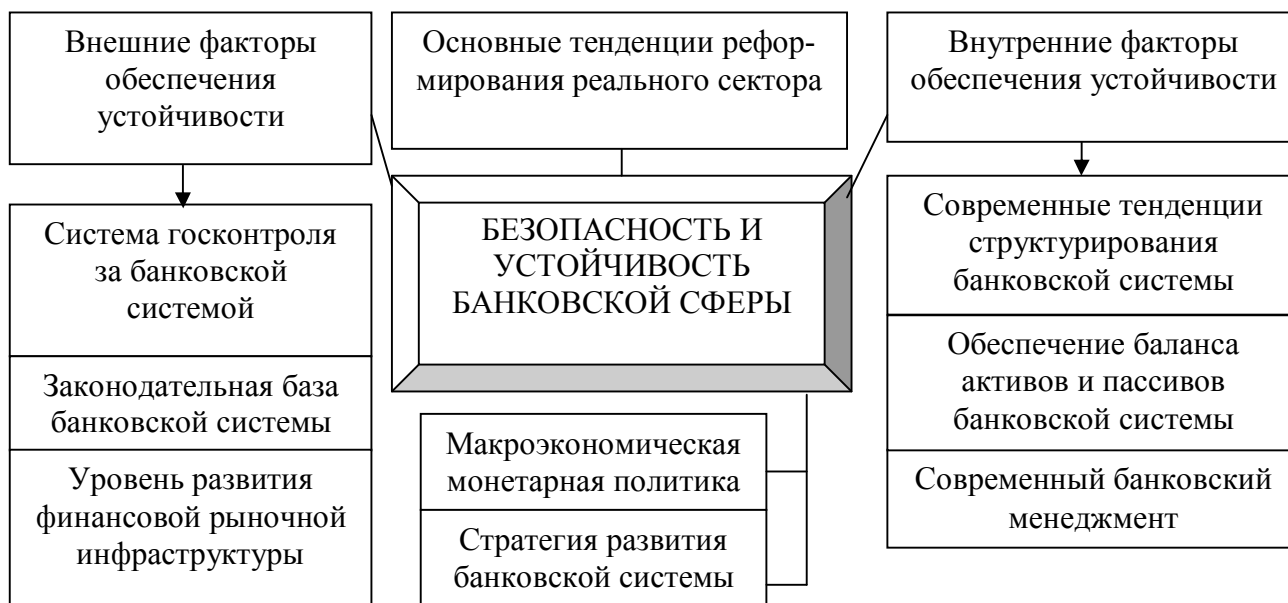 Внешние факторы
обеспечения
устойчивости
Основные тенденции рефор-
мирования реального сектора
Внутренние факторы
обеспечения устойчивости
Система госконтроля
за банковской
системой
Законодательная база
банковской системы
Уровень развития
финансовой рыночной
инфраструктуры
БЕЗОПАСНОСТЬ И
УСТОЙЧИВОСТЬ
БАНКОВСКОЙ СФЕРЫ
Макроэкономическая
монетарная политика
Стратегия развития
банковской системы
Современные тенденции
структурирования
банковской системы
Обеспечение баланса
активов и пассивов
банковской системы
Современный банковский
менеджмент